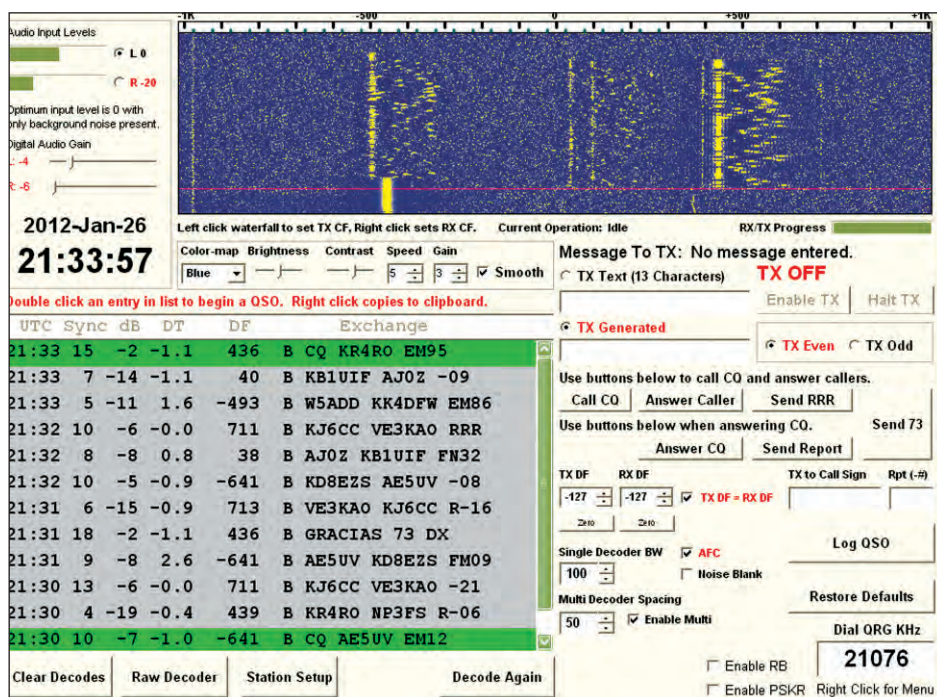 -1K -500 0 +500 +1K
Audio Input Levels
L 0
R -20
Optimum input level is 0 with
only background noise present.
Digital Audio Gain
L: -4
R: -6
2012-Jan-26
21:33:57
Left click waterfall to set TX CF, Right click sets RX CF. Current Operation: Idle RX/TX Progress
Color-map Brightness Contrast Speed Gain
Blue 5 3 Smooth
Double click an entry in list to begin a QSO. Right click copies to clipboard.
UTC Sync dB DT DF Exchange
21:33 15 -2 -1.1 436 B CQ KR4RO EM95
21:33 7 -14 -1.1 40 B KB1UIF AJ0Z -09
21:33 5 -11 1.6 -493 B W5ADD KK4DFW EM86
21:32 10 -6 -0.0 711 B KJ6CC VE3KAO RRR
21:32 8 -8 0.8 38 B AJ0Z KB1UIF FN32
21:32 10 -5 -0.9 -641 B KD8EZS AE5UV -08
21:31 6 -15 -0.9 713 B VE3KAO KJ6CC R-16
21:31 18 -2 -1.1 436 B GRACIAS 73 DX
21:31 9 -8 2.6 -641 B AE5UV KD8EZS FM09
21:30 13 -6 -0.0 711 B KJ6CC VE3KAO -21
21:30 4 -19 -0.4 439 B KR4RO NP3FS R-06
21:30 10 -7 -1.0 -641 B CQ AE5UV EM12
Clear Decodes Raw Decoder Station Setup Decode Again
Message To TX: No message entered.
TX Text (13 Characters) TX OFF
Enable TX Halt TX
TX Generated
TX Even TX Odd
Use buttons below to call CQ and answer callers.
Call CQ Answer Caller Send RRR
Use buttons below when answering CQ. Send 73
Answer CQ Send Report
TX DF RX DF TX to Call Sign Rpt (-#)
-127 -127 TX DF = RX DF
Zero Zero
Log QSO
Single Decoder BW AFC
100 Noise Blank
Multi Decoder Spacing Restore Defaults
50 Enable Multi
Dial QRG KHz
21076
Enable RB
Enable PSKR Right Click for Menu